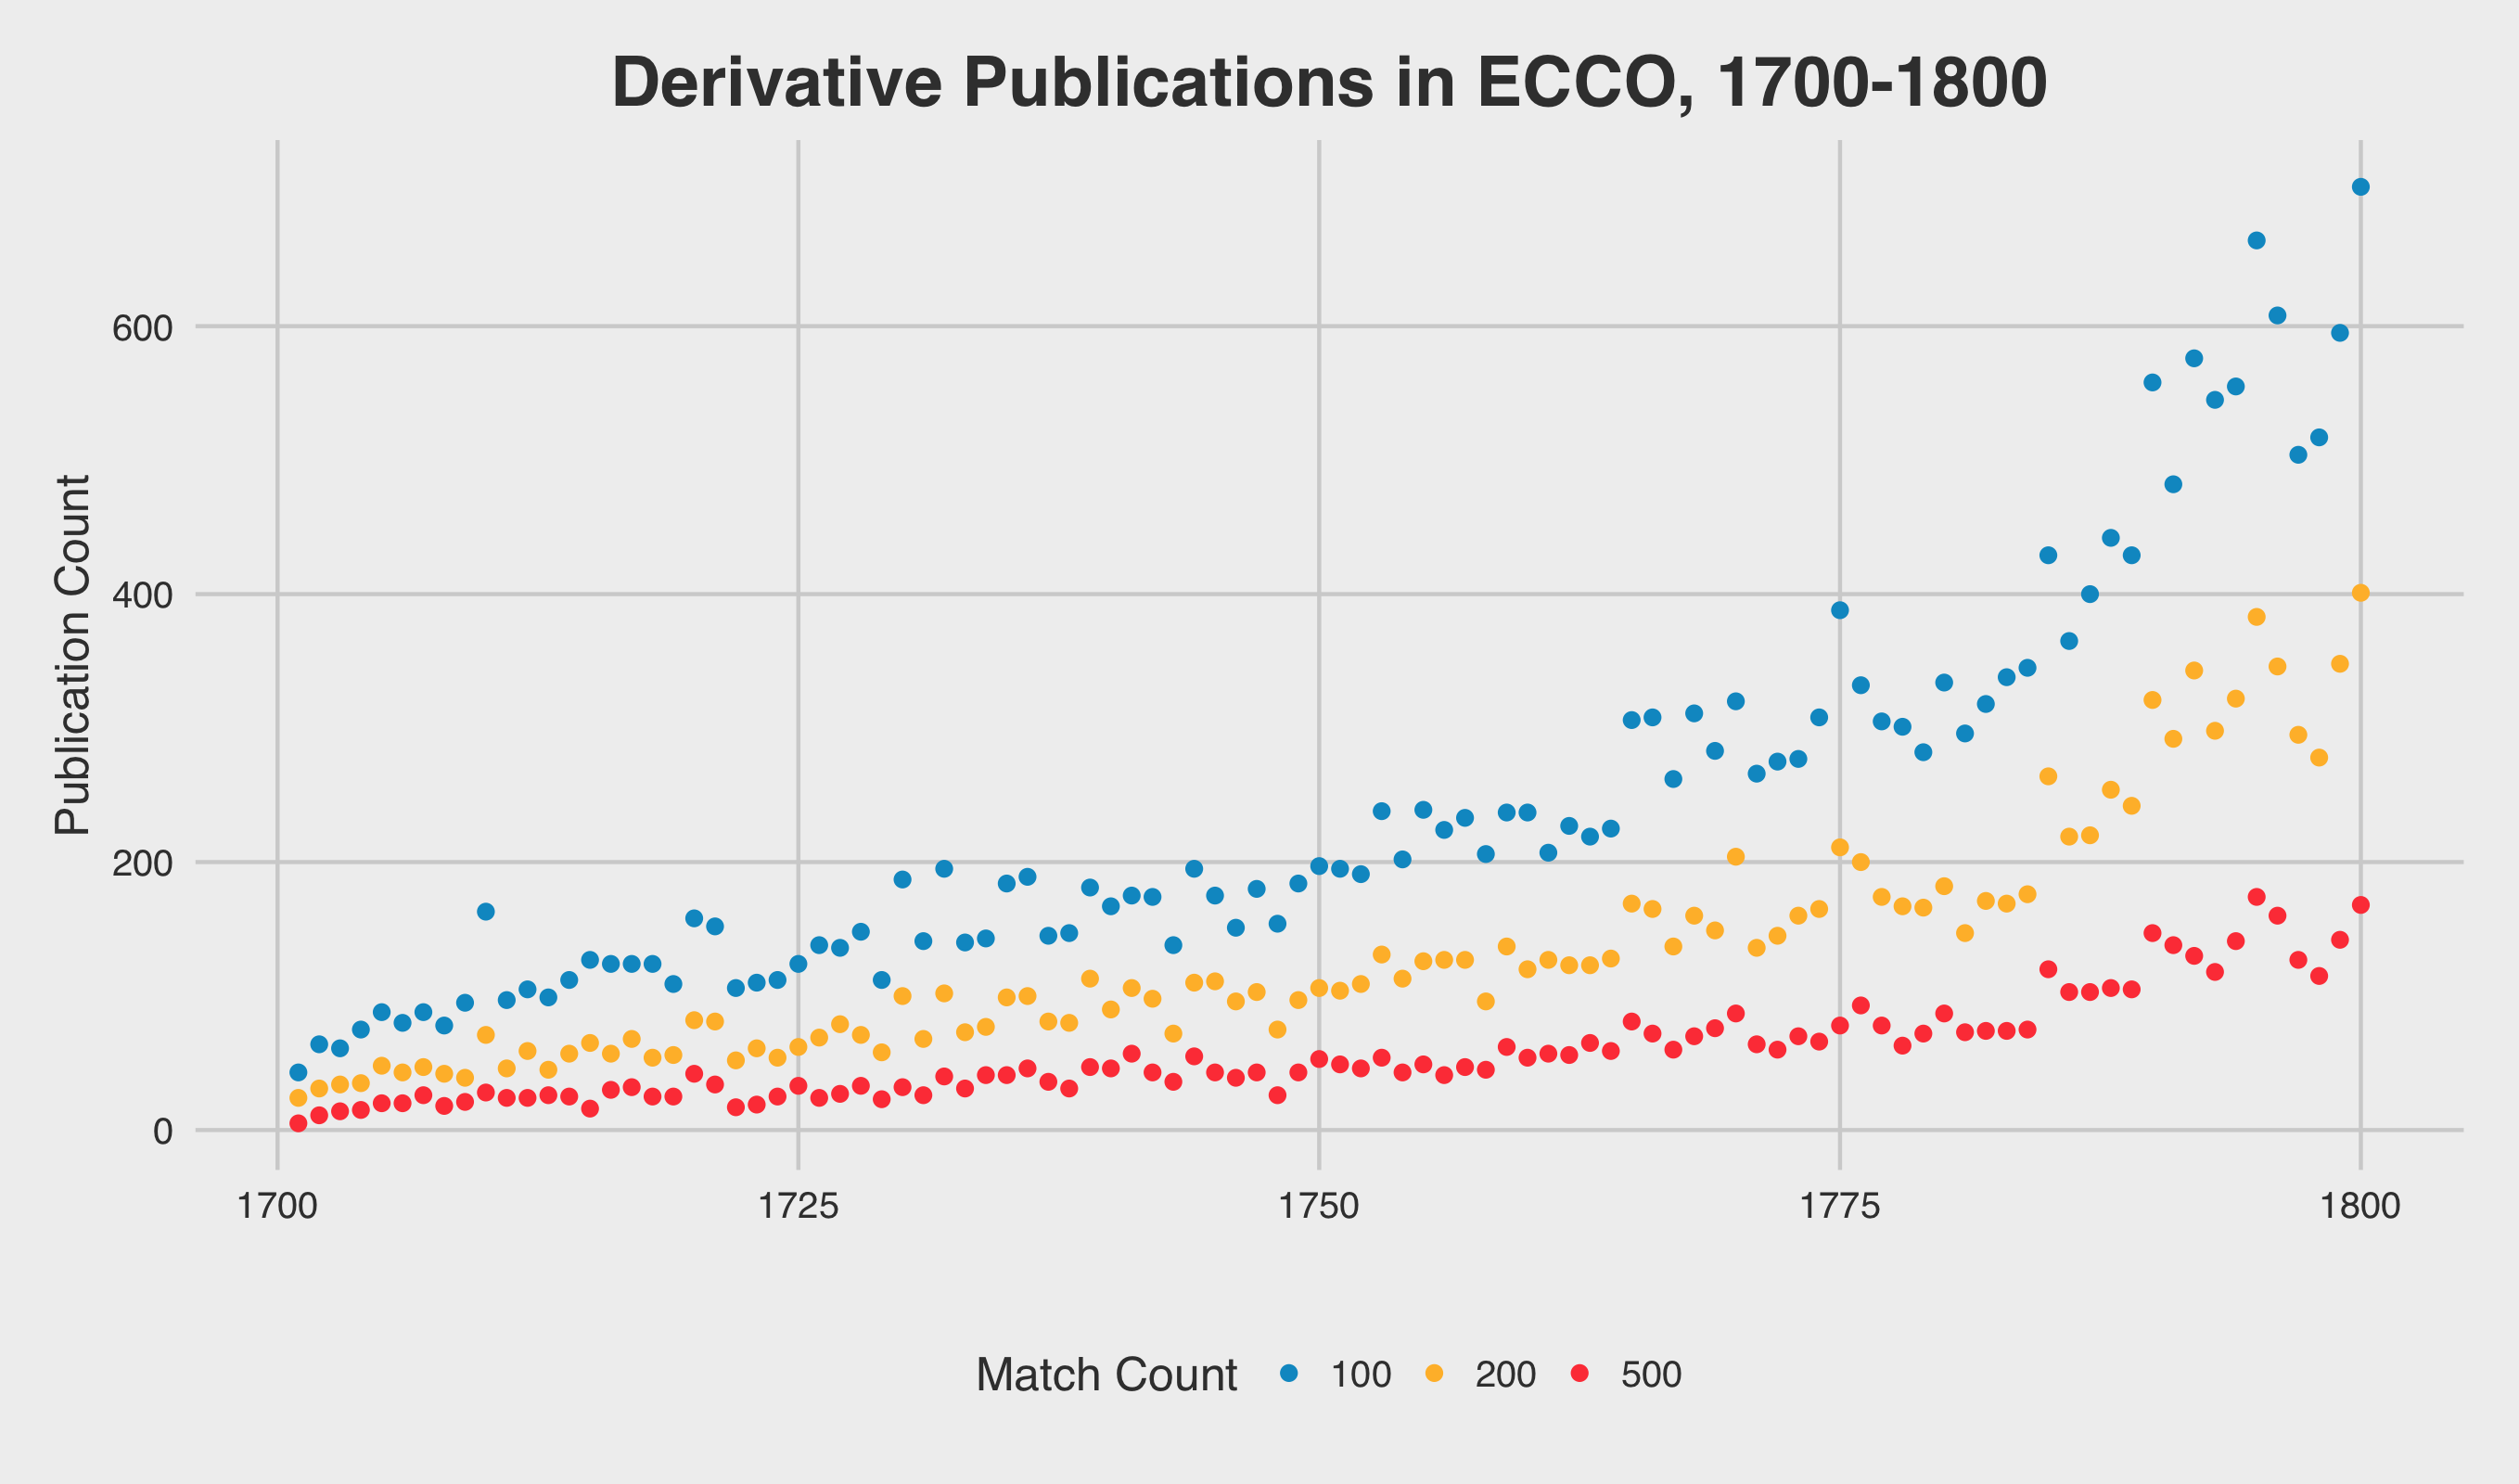 Derivative Publications in ECCO, 1700-1800
Publication Count
600
400
200
0
1700 1725 1750 1775 1800
Match Count 100 200 500